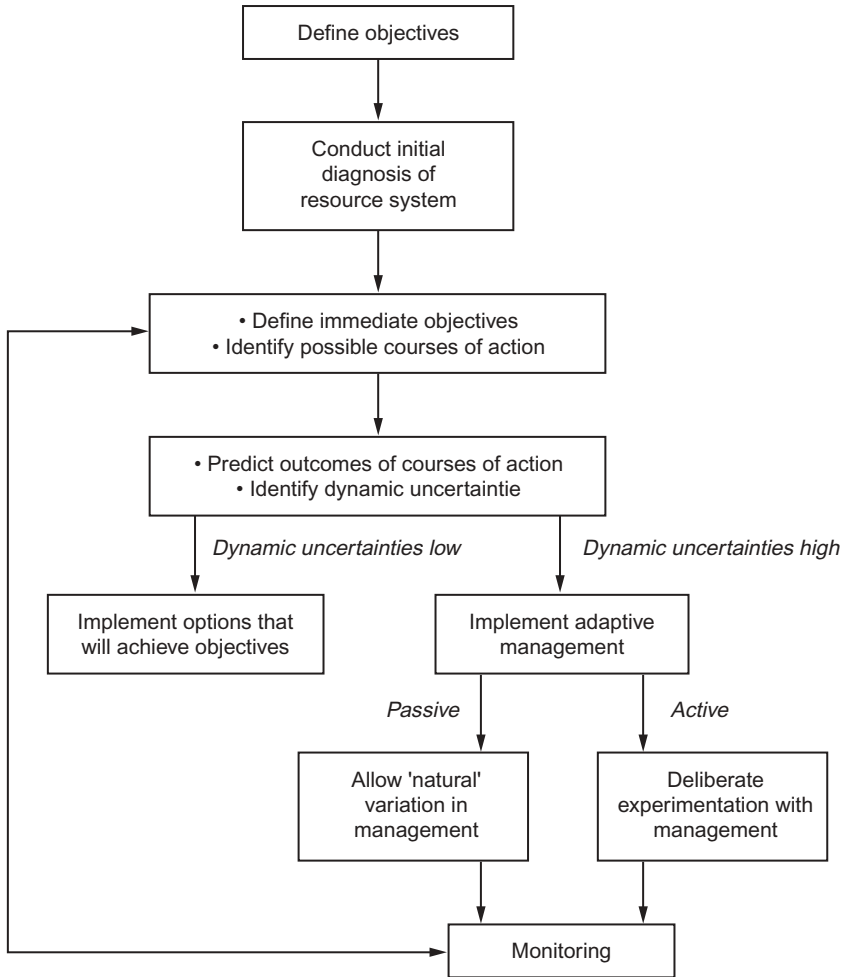 Define objectives
Conduct initial
diagnosis of
resource system
• Define immediate objectives
• Identify possible courses of action
• Predict outcomes of courses of action
• Identify dynamic uncertaintie
Dynamic uncertainties low
Dynamic uncertainties high
Implement options that
will achieve objectives
Implement adaptive
management
Passive
Active
Allow 'natural'
variation in
management
Deliberate
experimentation with
management
Monitoring